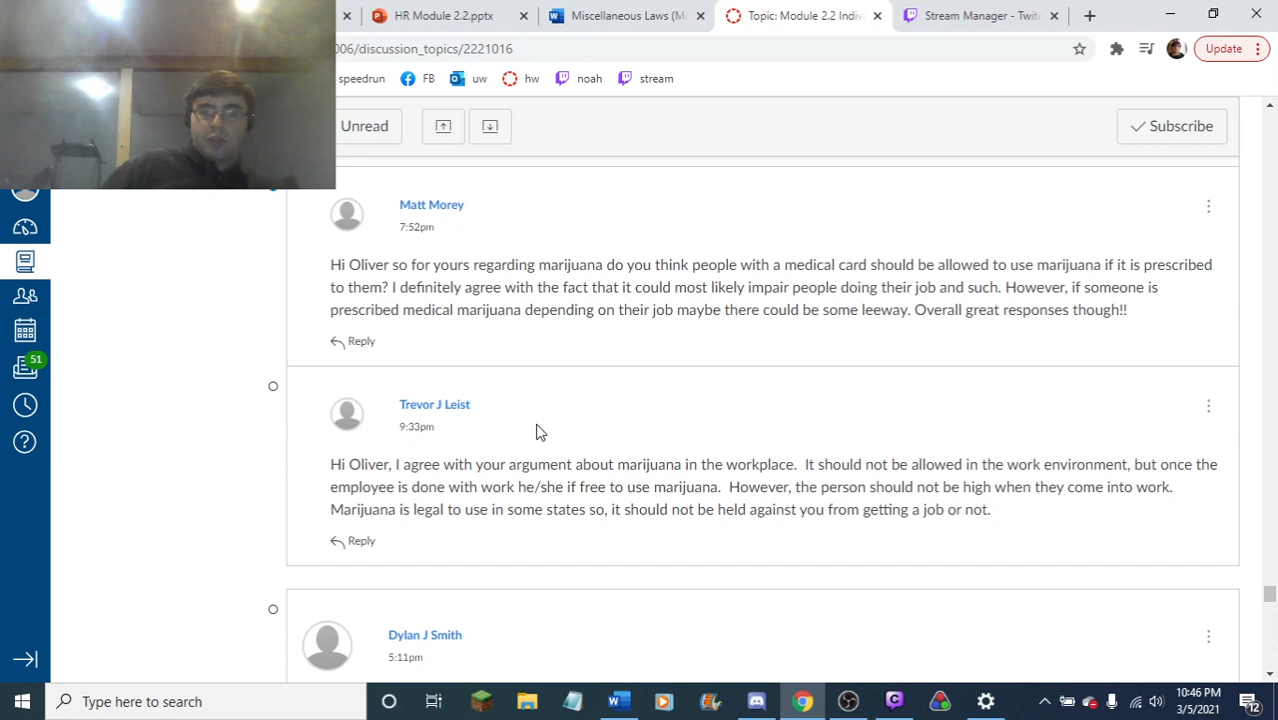 HR Module 2.2.pptx
Miscellaneous Laws (M
Topic: Module 2.2 Indiv
Stream Manager - Twitc
006/discussion_topics/2221016
Update
speedrun
FB
uw
hw
noah
stream
Unread
Subscribe
Matt Morey
7:52pm
Hi Oliver so for yours regarding marijuana do you think people with a medical card should be allowed to use marijuana if it is prescribed
to them? I definitely agree with the fact that it could most likely impair people doing their job and such. However, if someone is
prescribed medical marijuana depending on their job maybe there could be some leeway. Overall great responses though!!
Reply
51
Trevor J Leist
9:33pm
Hi Oliver, I agree with your argument about marijuana in the workplace. It should not be allowed in the work environment, but once the
employee is done with work he/she if free to use marijuana. However, the person should not be high when they come into work.
Marijuana is legal to use in some states so, it should not be held against you from getting a job or not.
Reply
Dylan J Smith
5:11pm
Type here to search
10:46 PM
3/5/2021
12